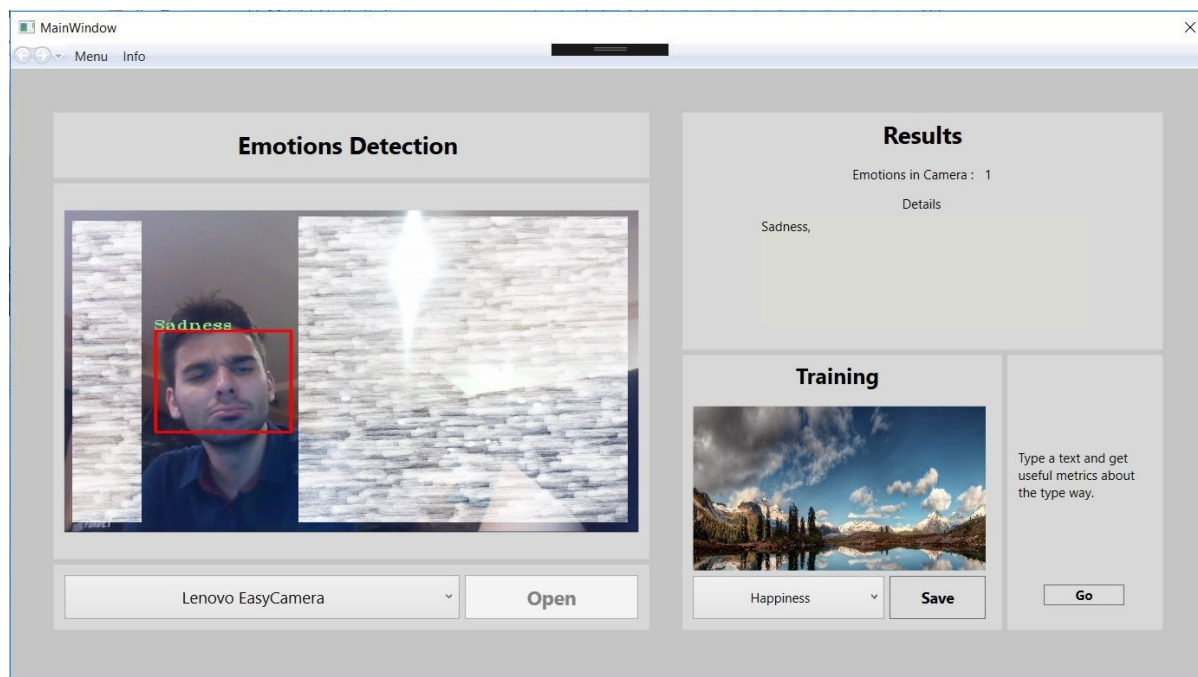 MainWindow
Menu Info
Emotions Detection
Sadness
Lenovo EasyCamera
Open
Results
Emotions in Camera : 1
Details
Sadness,
Training
Happiness
Save
Type a text and get
useful metrics about
the type way.
Go